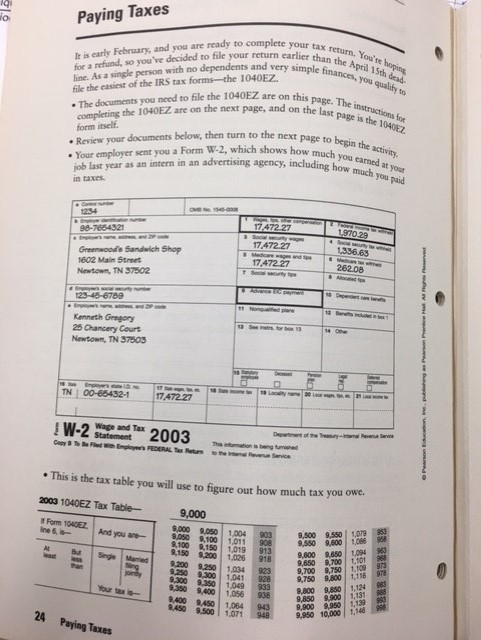 Paying Taxes
It is early February, and you are ready to complete your tax return. You're hoping
for a refund, so you've decided to file your return earlier than the April 15th dead-
line. As a single person with no dependents and very simple finances, you qualify to
file the easiest of the IRS tax forms—the 1040EZ.
• The documents you need to file the 1040EZ are on this page. The instructions for
completing the 1040EZ are on the next page, and on the last page is the 1040EZ
form itself.
• Review your documents below, then turn to the next page to begin the activity.
• Your employer sent you a Form W-2, which shows how much you earned at your
job last year as an intern in an advertising agency, including how much you paid
in taxes.
a Control number
1234
OMB No. 1545-0008
b Employer identification number
98-7654321
c Employer's name, address, and ZIP code
Greenwood's Sandwich Shop
1602 Main Street
Newtown, TN 37502
d Employee's social security number
123-45-6789
e Employee's name, address, and ZIP code
Kenneth Gregory
25 Chancery Court
Newtown, TN 37503
1 Wages, tips, other compensation
17,472.27
2 Federal income tax withheld
1,970.29
3 Social security wages
17,472.27
4 Social security tax withheld
1,336.63
5 Medicare wages and tips
17,472.27
6 Medicare tax withheld
262.08
7 Social security tips
8 Allocated tips
9 Advance EIC payment
10 Dependent care benefits
11 Nonqualified plans
12 Benefits included in box 1
13 See instrs. for box 13
14 Other
15 Statutory employee
Deceased
Pension plan
Legal rep.
Deferred compensation
16 State
TN
Employer's state I.D. no.
00-65432-1
17 State wages, tips, etc.
17,472.27
18 State income tax
19 Locality name
20 Local wages, tips, etc.
21 Local income tax
Form W-2 Wage and Tax Statement 2003
Department of the Treasury—Internal Revenue Service
Copy B To Be Filed With Employee's FEDERAL Tax Return
This information is being furnished
to the Internal Revenue Service.
• This is the tax table you will use to figure out how much tax you owe.
2003 1040EZ Tax Table—
If Form 1040EZ, line 6, is—
And you are—
At least
But less than
Single
Married filing jointly
Your tax is—
9,000
9,000 9,050 1,004 903
9,050 9,100 1,011 908
9,100 9,150 1,019 913
9,150 9,200 1,026 918
9,200 9,250 1,034 923
9,250 9,300 1,041 928
9,300 9,350 1,049 933
9,350 9,400 1,056 938
9,400 9,450 1,064 943
9,450 9,500 1,071 948
9,500 9,550 1,079 953
9,550 9,600 1,086 958
9,600 9,650 1,094 963
9,650 9,700 1,101 968
9,700 9,750 1,109 973
9,750 9,800 1,116 978
9,800 9,850 1,124 983
9,850 9,900 1,131 988
9,900 9,950 1,139 993
9,950 10,000 1,146 998
24 Paying Taxes
© Pearson Education, Inc., publishing as Pearson Prentice Hall. All Rights Reserved.